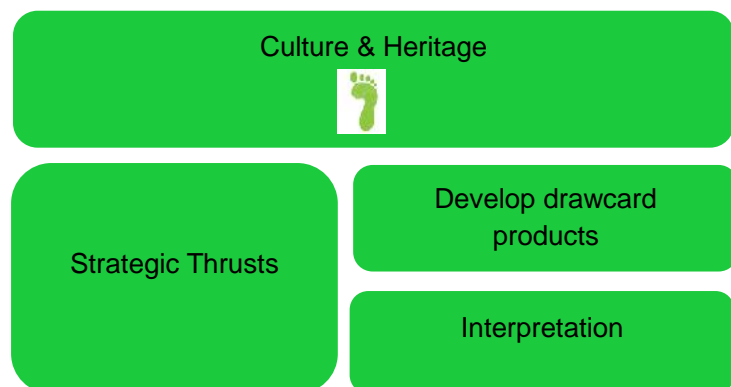 Culture & Heritage
Strategic Thrusts
Develop drawcard
products
Interpretation